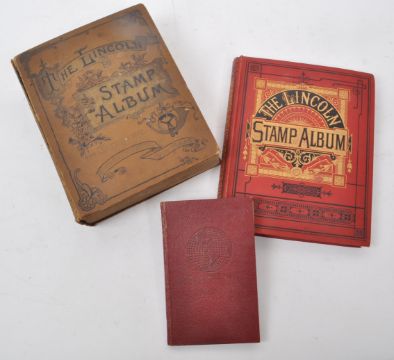 THE LINCOLN
STAMP
ALBUM
THE LINCOLN
STAMP ALBUM